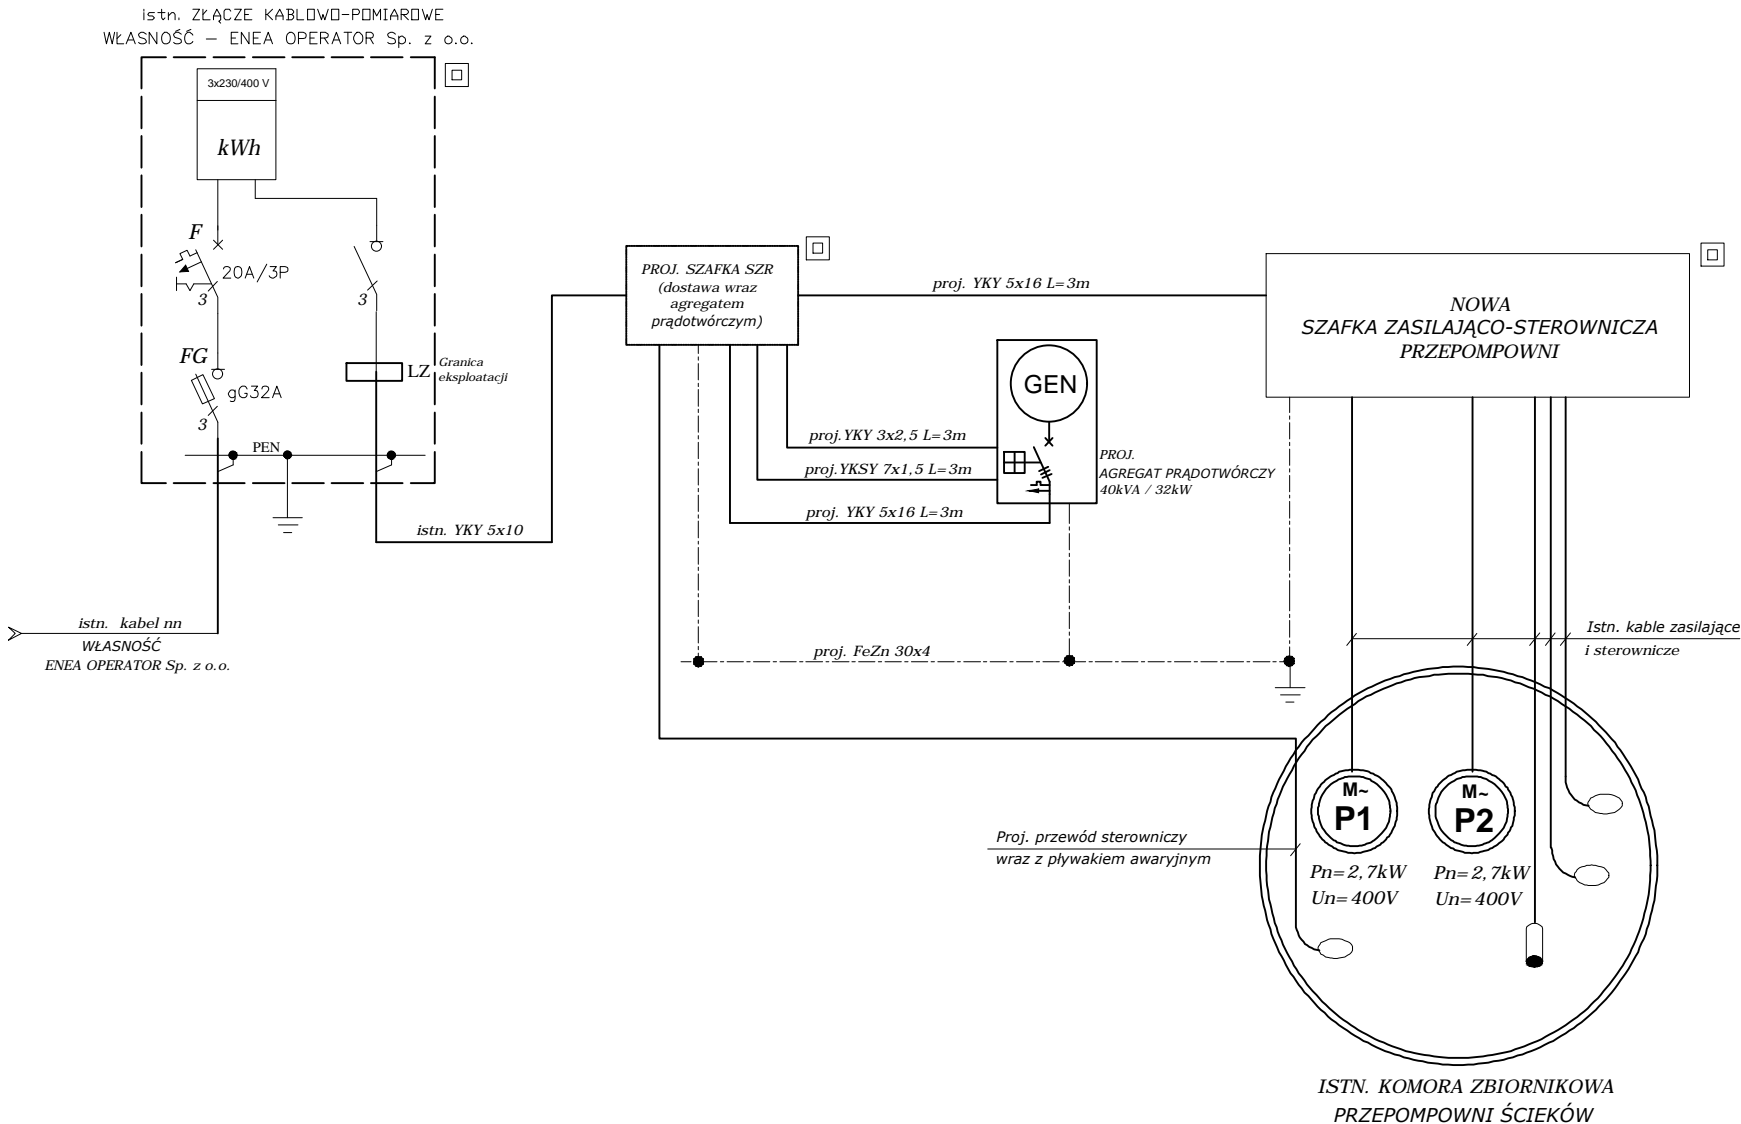 istn. ZŁĄCZE KABLOWO-POMIAROWE
WŁASNOŚĆ – ENEA OPERATOR Sp. z o.o.
3x230/400 V
kWh
F
20A/3P
3
3
FG
gG32A
3
LZ
Granica
eksploatacji
PEN
istn. YKY 5x10
istn. kabel nn
WŁASNOŚĆ
ENEA OPERATOR Sp. z o.o.
PROJ. SZAFKA SZR
(dostawa wraz
agregatem
prądotwórczym)
proj. YKY 5x16 L=3m
NOWA
SZAFKA ZASILAJĄCO-STEROWNICZA
PRZEPOMPOWNI
GEN
proj.YKY 3x2,5 L=3m
proj.YKSY 7x1,5 L=3m
proj. YKY 5x16 L=3m
PROJ.
AGREGAT PRĄDOTWÓRCZY
40kVA / 32kW
proj. FeZn 30x4
Istn. kable zasilające
i sterownicze
Proj. przewód sterowniczy
wraz z pływakiem awaryjnym
M~
P1
Pn=2,7kW
Un=400V
M~
P2
Pn=2,7kW
Un=400V
ISTN. KOMORA ZBIORNIKOWA
PRZEPOMPOWNI ŚCIEKÓW